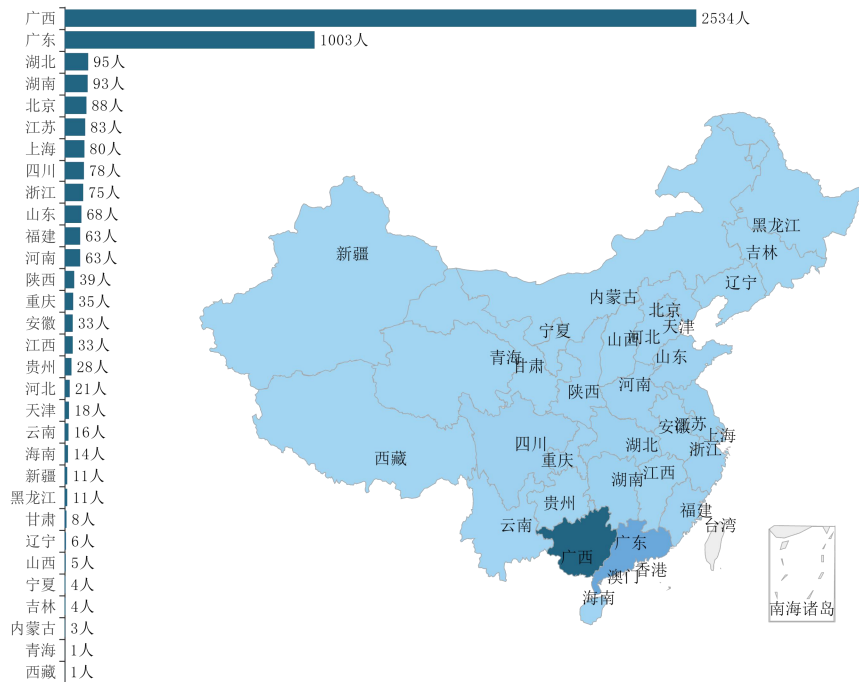 广西 2534人
广东 1003人
湖北 95人
湖南 93人
北京 88人
江苏 83人
上海 80人
四川 78人
浙江 75人
山东 68人
福建 63人
河南 63人
陕西 39人
重庆 35人
安徽 33人
江西 33人
贵州 28人
河北 21人
天津 18人
云南 16人
海南 14人
新疆 11人
黑龙江 11人
甘肃 8人
辽宁 6人
山西 5人
宁夏 4人
吉林 4人
内蒙古 3人
青海 1人
西藏 1人
黑龙江
吉林
新疆
辽宁
内蒙古
北京
天津
宁夏
山西
河北
青海
甘肃
山东
陕西
河南
安徽
江苏
上海
四川
湖北
浙江
西藏
重庆
湖南
江西
贵州
福建
云南
台湾
广西
广东
澳门
香港
海南
南海诸岛